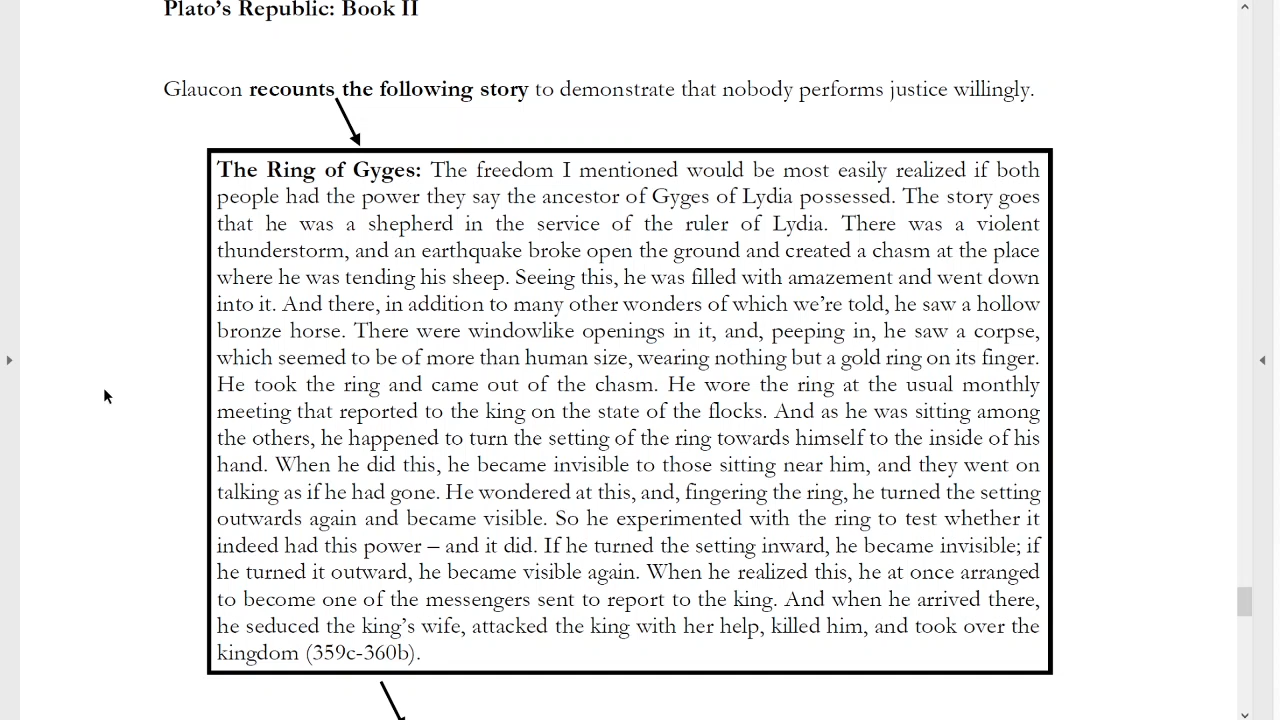 Plato's Republic: Book II
Glaucon recounts the following story to demonstrate that nobody performs justice willingly.
The Ring of Gyges: The freedom I mentioned would be most easily realized if both
people had the power they say the ancestor of Gyges of Lydia possessed. The story goes
that he was a shepherd in the service of the ruler of Lydia. There was a violent
thunderstorm, and an earthquake broke open the ground and created a chasm at the place
where he was tending his sheep. Seeing this, he was filled with amazement and went down
into it. And there, in addition to many other wonders of which we're told, he saw a hollow
bronze horse. There were windowlike openings in it, and, peeping in, he saw a corpse,
which seemed to be of more than human size, wearing nothing but a gold ring on its finger.
He took the ring and came out of the chasm. He wore the ring at the usual monthly
meeting that reported to the king on the state of the flocks. And as he was sitting among
the others, he happened to turn the setting of the ring towards himself to the inside of his
hand. When he did this, he became invisible to those sitting near him, and they went on
talking as if he had gone. He wondered at this, and, fingering the ring, he turned the setting
outwards again and became visible. So he experimented with the ring to test whether it
indeed had this power – and it did. If he turned the setting inward, he became invisible; if
he turned it outward, he became visible again. When he realized this, he at once arranged
to become one of the messengers sent to report to the king. And when he arrived there,
he seduced the king's wife, attacked the king with her help, killed him, and took over the
kingdom (359c-360b).